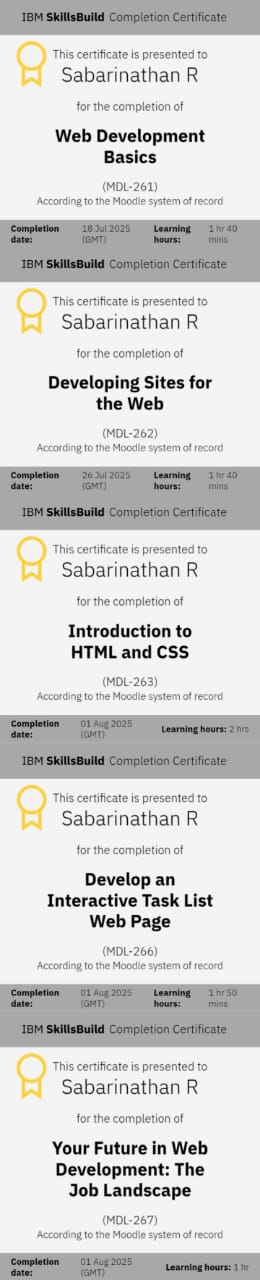 IBM SkillsBuild Completion Certificate
This certificate is presented to
Sabarinathan R
for the completion of
Web Development
Basics
(MDL-261)
According to the Moodle system of record
Completion date: 18 Jul 2025 (GMT) Learning hours: 1 hr 40 mins
IBM SkillsBuild Completion Certificate
This certificate is presented to
Sabarinathan R
for the completion of
Developing Sites for
the Web
(MDL-262)
According to the Moodle system of record
Completion date: 26 Jul 2025 (GMT) Learning hours: 1 hr 40 mins
IBM SkillsBuild Completion Certificate
This certificate is presented to
Sabarinathan R
for the completion of
Introduction to
HTML and CSS
(MDL-263)
According to the Moodle system of record
Completion date: 01 Aug 2025 (GMT) Learning hours: 2 hrs
IBM SkillsBuild Completion Certificate
This certificate is presented to
Sabarinathan R
for the completion of
Develop an
Interactive Task List
Web Page
(MDL-266)
According to the Moodle system of record
Completion date: 01 Aug 2025 (GMT) Learning hours: 1 hr 50 mins
IBM SkillsBuild Completion Certificate
This certificate is presented to
Sabarinathan R
for the completion of
Your Future in Web
Development: The
Job Landscape
(MDL-267)
According to the Moodle system of record
Completion date: 01 Aug 2025 (GMT) Learning hours: 1 hr